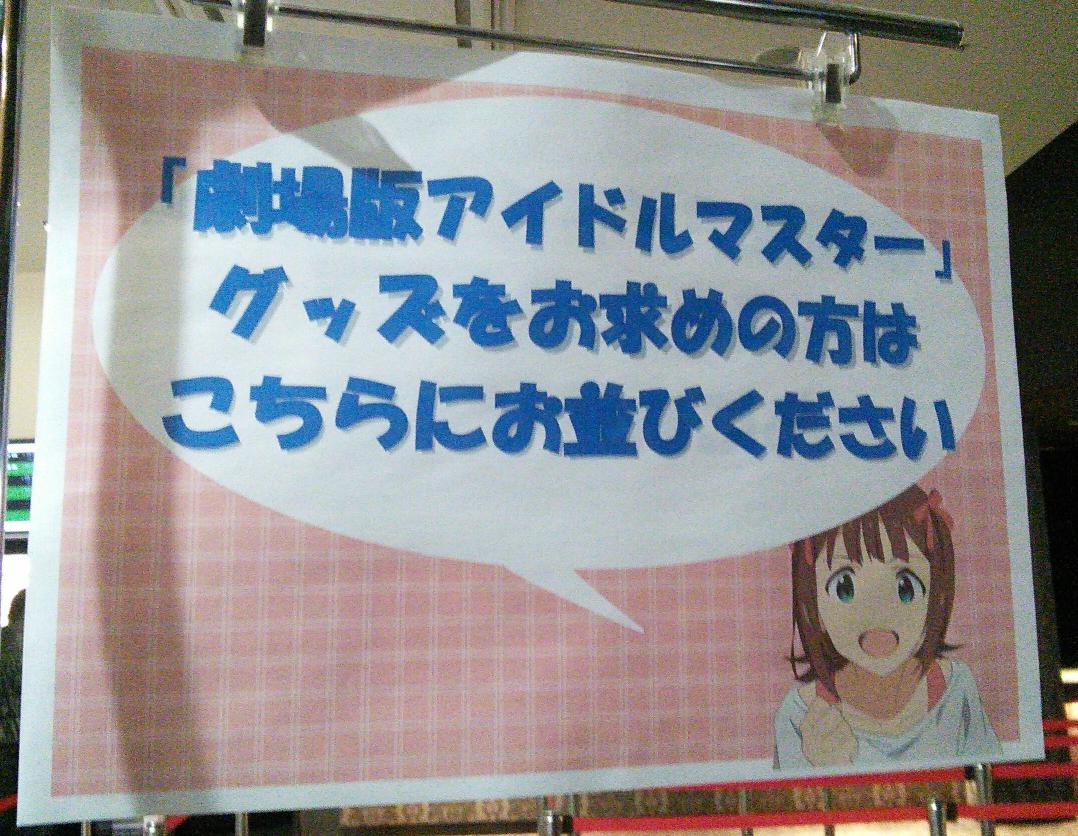 「劇場版アイドルマスター」
グッズをお求めの方は
こちらにお並びください